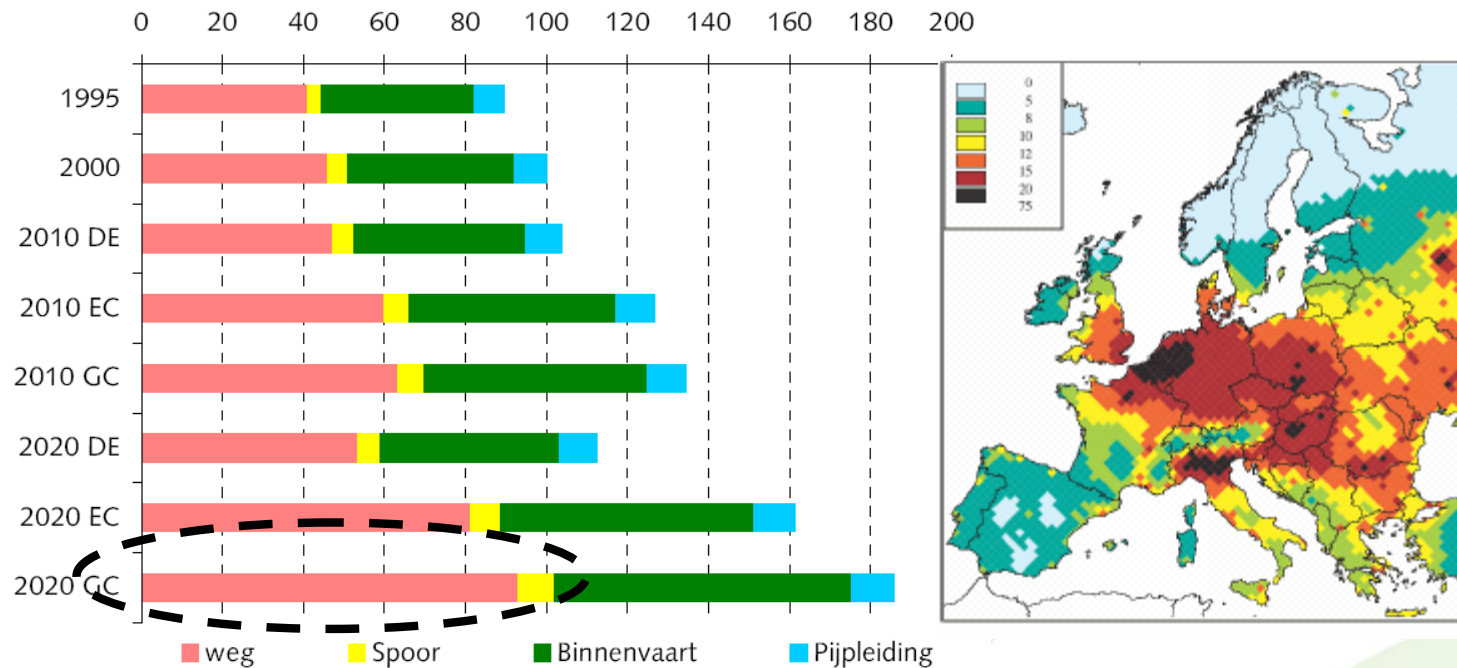 0 20 40 60 80 100 120 140 160 180 200
1995
2000
2010 DE
2010 EC
2010 GC
2020 DE
2020 EC
2020 GC
weg Spoor Binnenvaart Pijpleiding
0
5
8
10
12
15
20
75